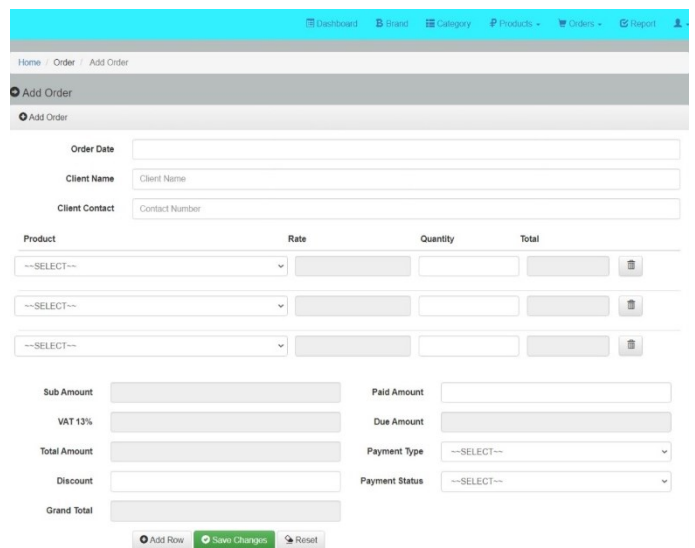 Dashboard Brand Category Products Orders Report
Home / Order / Add Order
Add Order
Add Order
Order Date
Client Name Client Name
Client Contact Contact Number
Product Rate Quantity Total
~~SELECT~~
~~SELECT~~
~~SELECT~~
Sub Amount Paid Amount
VAT 13% Due Amount
Total Amount Payment Type ~~SELECT~~
Discount Payment Status ~~SELECT~~
Grand Total
Add Row Save Changes Reset